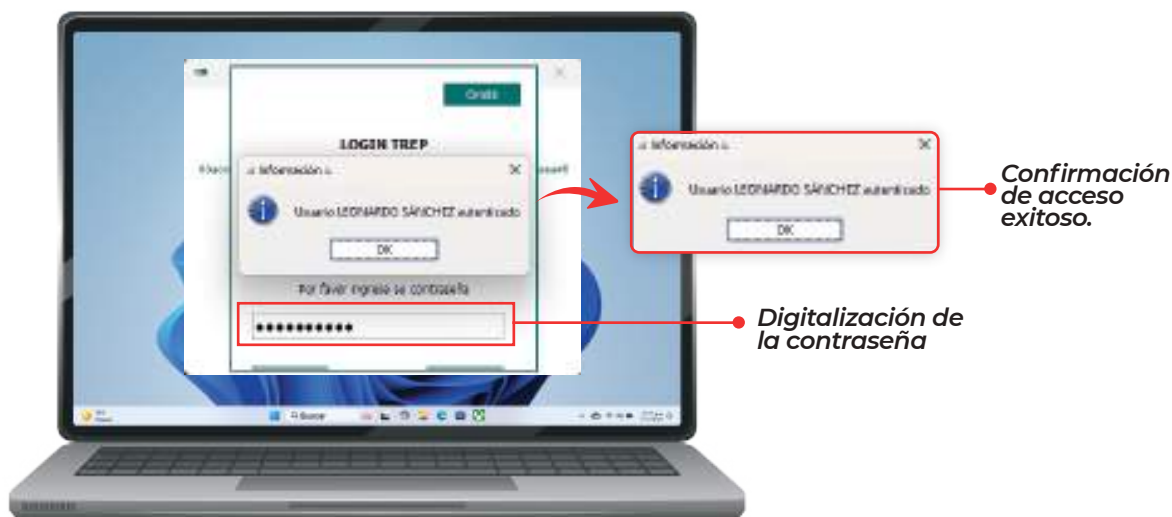 LOGIN TREP
Información
Usuario LEONARDO SÁNCHEZ autenticado
OK
Por favor ingrese su contraseña
Información
Usuario LEONARDO SÁNCHEZ autenticado
OK
Confirmación
de acceso
exitoso.
Digitalización de
la contraseña
Buscar